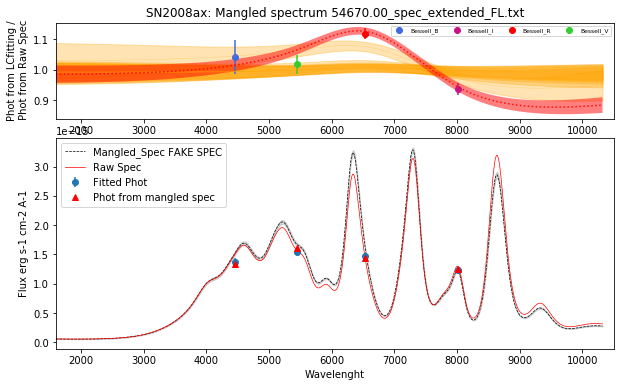 SN2008ax: Mangled spectrum 54670.00_spec_extended_FL.txt
Phot from LCfitting /
Phot from Raw Spec
1.1
1.0
0.9
Bessell_B
Bessell_I
Bessell_R
Bessell_V
2000 3000 4000 5000 6000 7000 8000 9000 10000
Flux erg s-1 cm-2 A-1
3.5
3.0
2.5
2.0
1.5
1.0
0.5
0.0
Mangled_Spec FAKE SPEC
Raw Spec
Fitted Phot
Phot from mangled spec
2000 3000 4000 5000 6000 7000 8000 9000 10000
Wavelenght